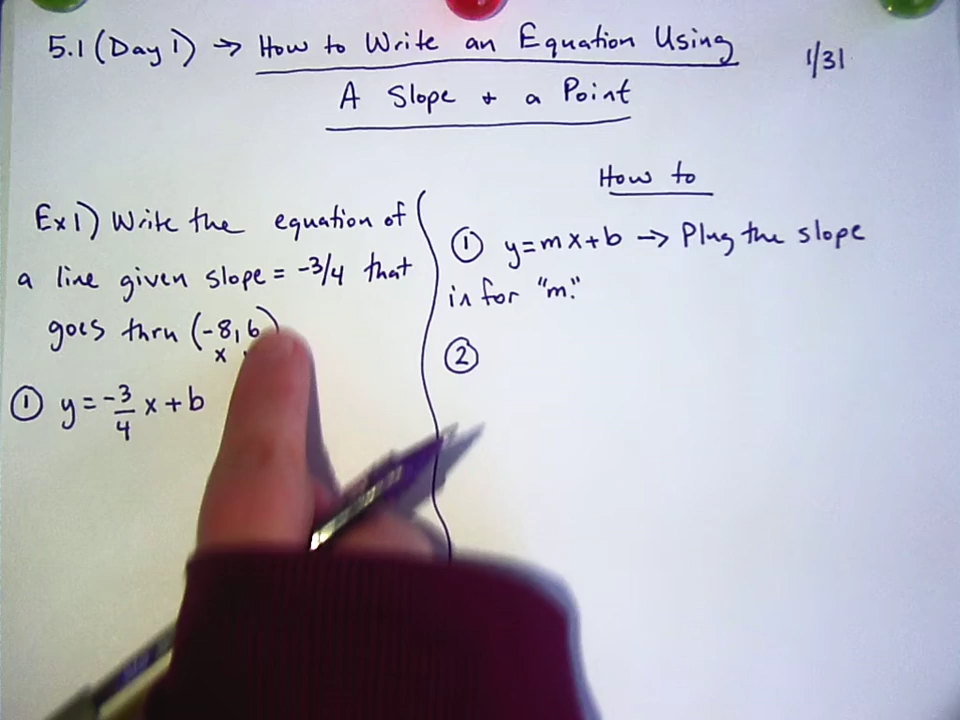 5.1 (Day 1) → How to Write an Equation Using
A Slope + a Point
1/31
Ex 1) Write the equation of
a line given slope = -3/4 that
goes thru (-8, 6)
x
① y = -3/4 x + b
How to
① y = mx + b → Plug the slope
in for "m."
②